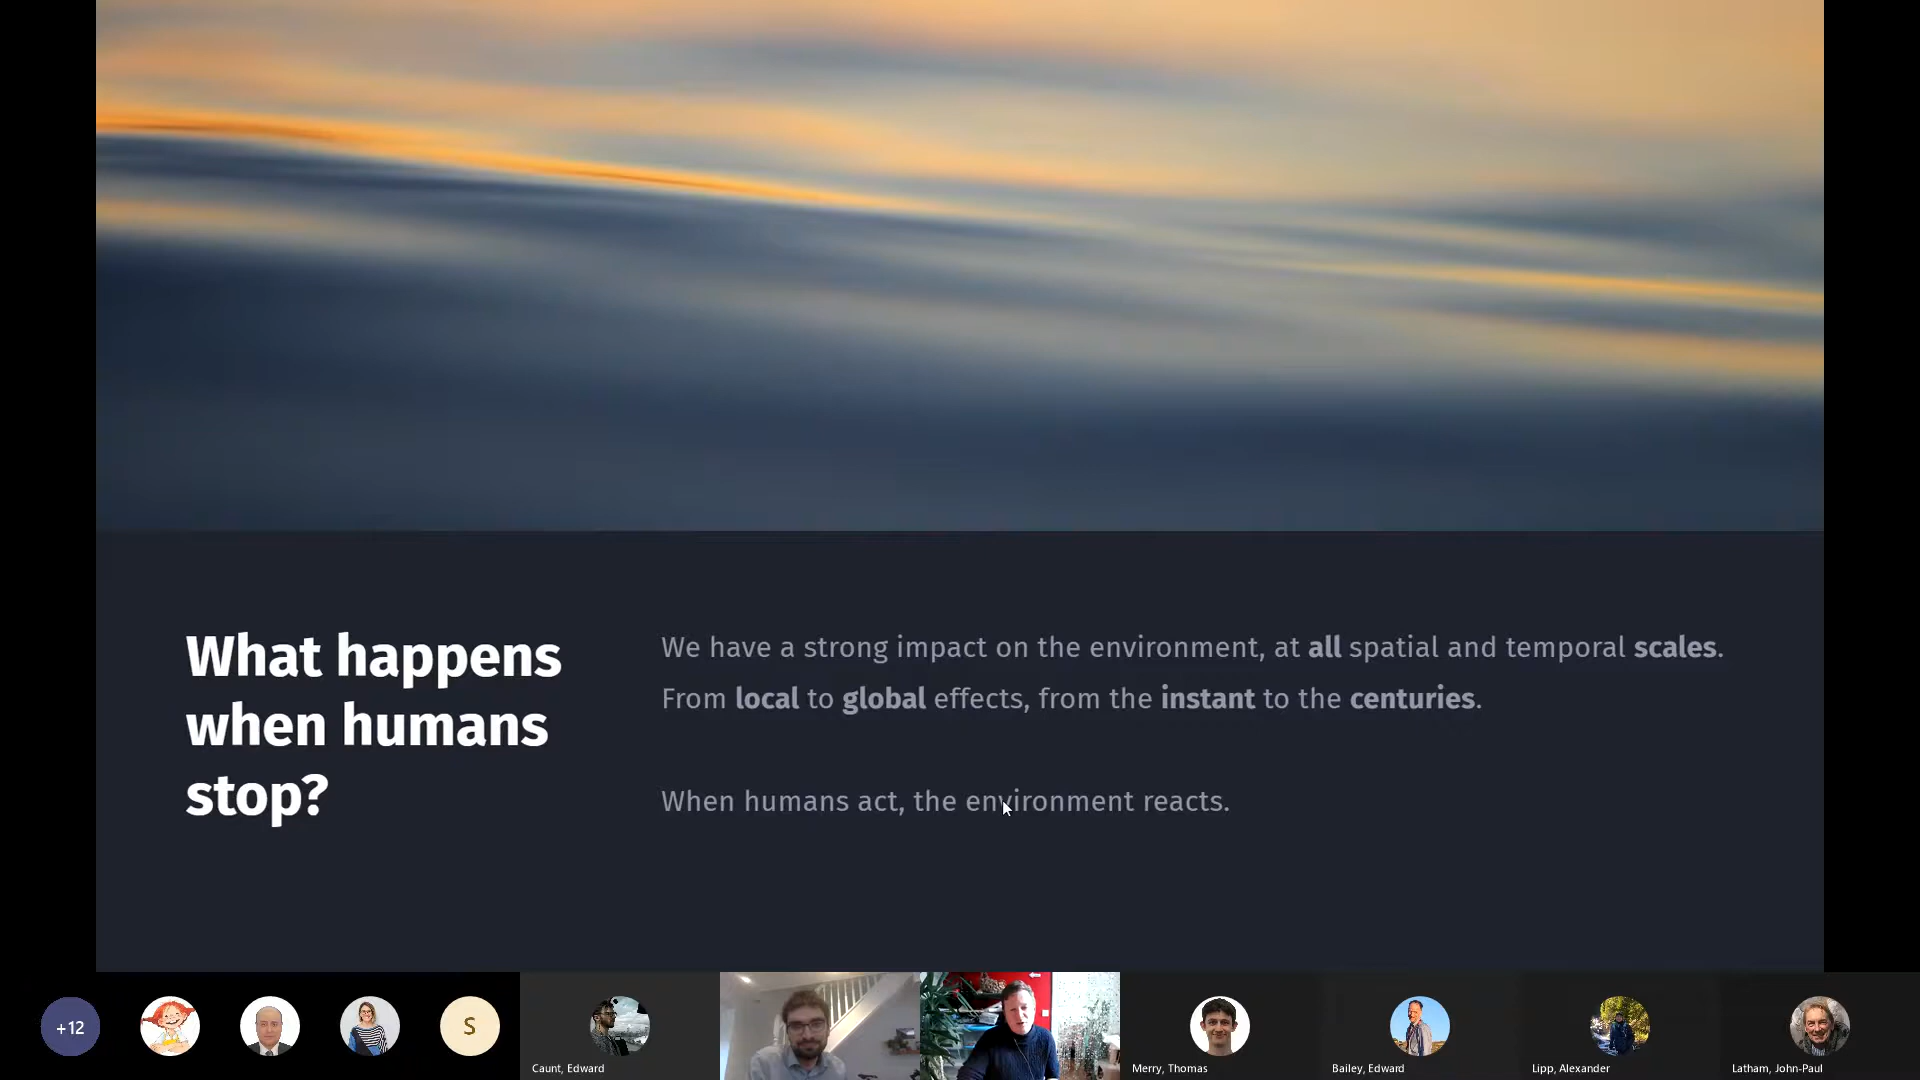 What happens
when humans
stop?
We have a strong impact on the environment, at all spatial and temporal scales.
From local to global effects, from the instant to the centuries.
When humans act, the environment reacts.
+12
S
Caunt, Edward
Merry, Thomas
Bailey, Edward
Lipp, Alexander
Latham, John-Paul